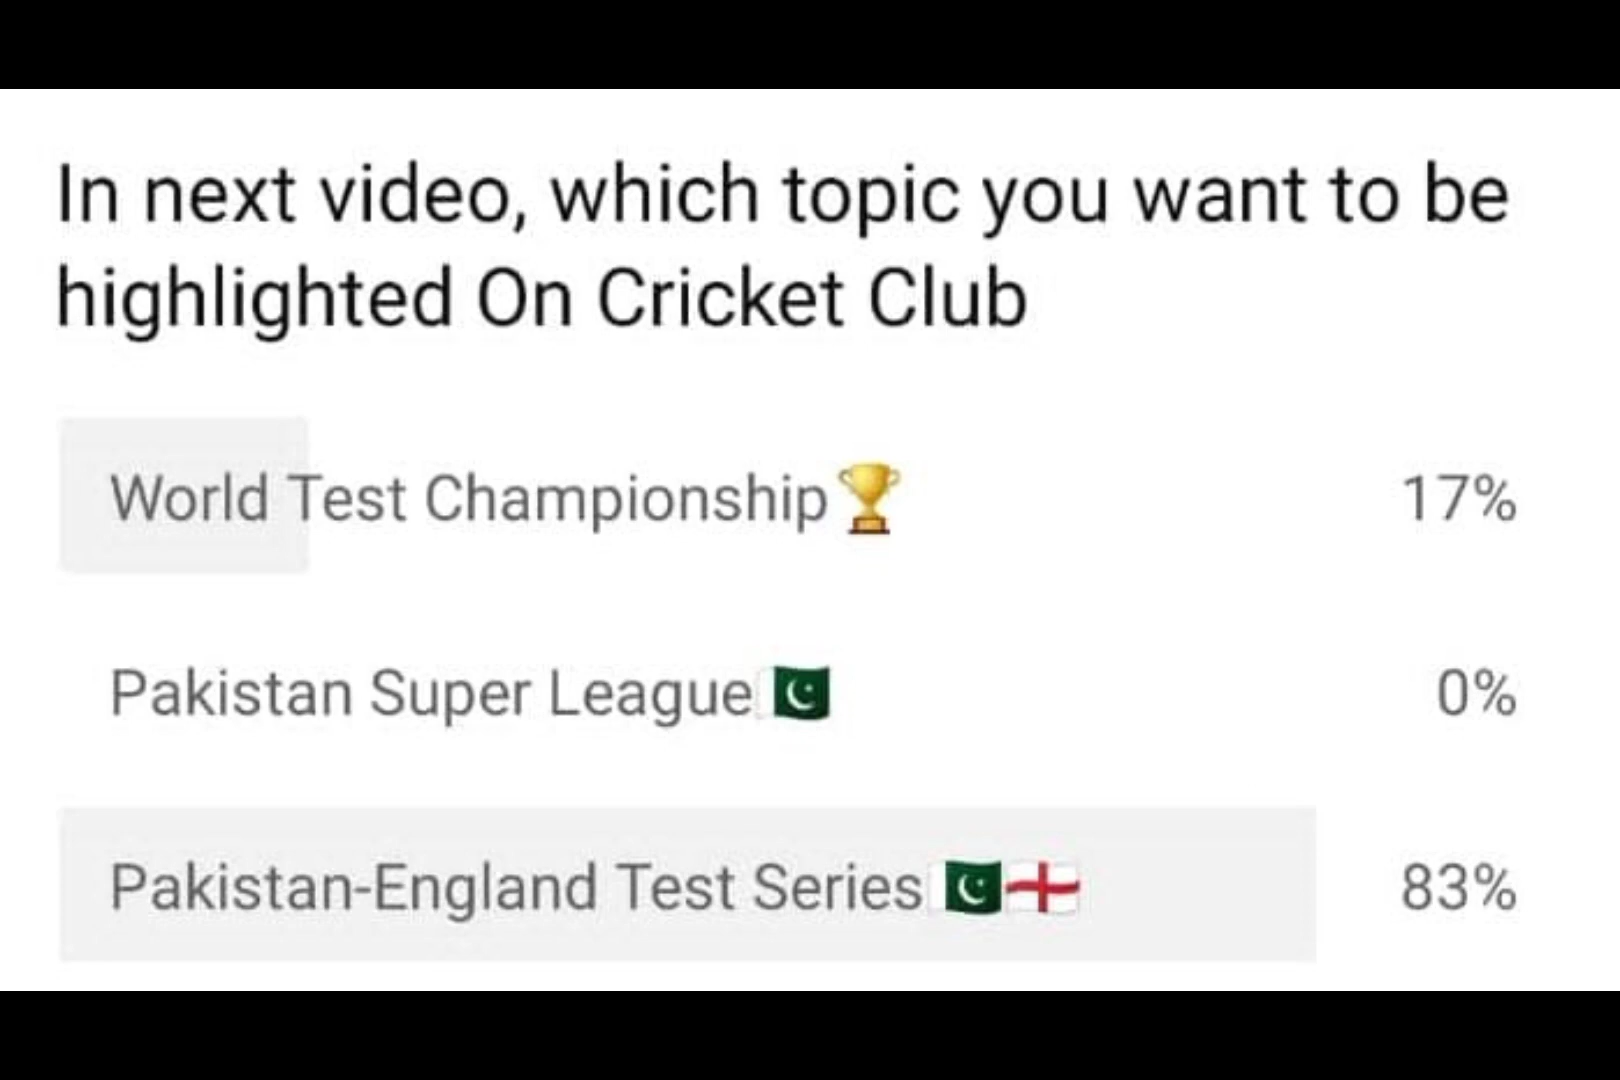 In next video, which topic you want to be
highlighted On Cricket Club
World Test Championship🏆 17%
Pakistan Super League🇵🇰 0%
Pakistan-England Test Series🇵🇰🏴󠁧󠁢󠁥󠁮󠁧󠁿 83%